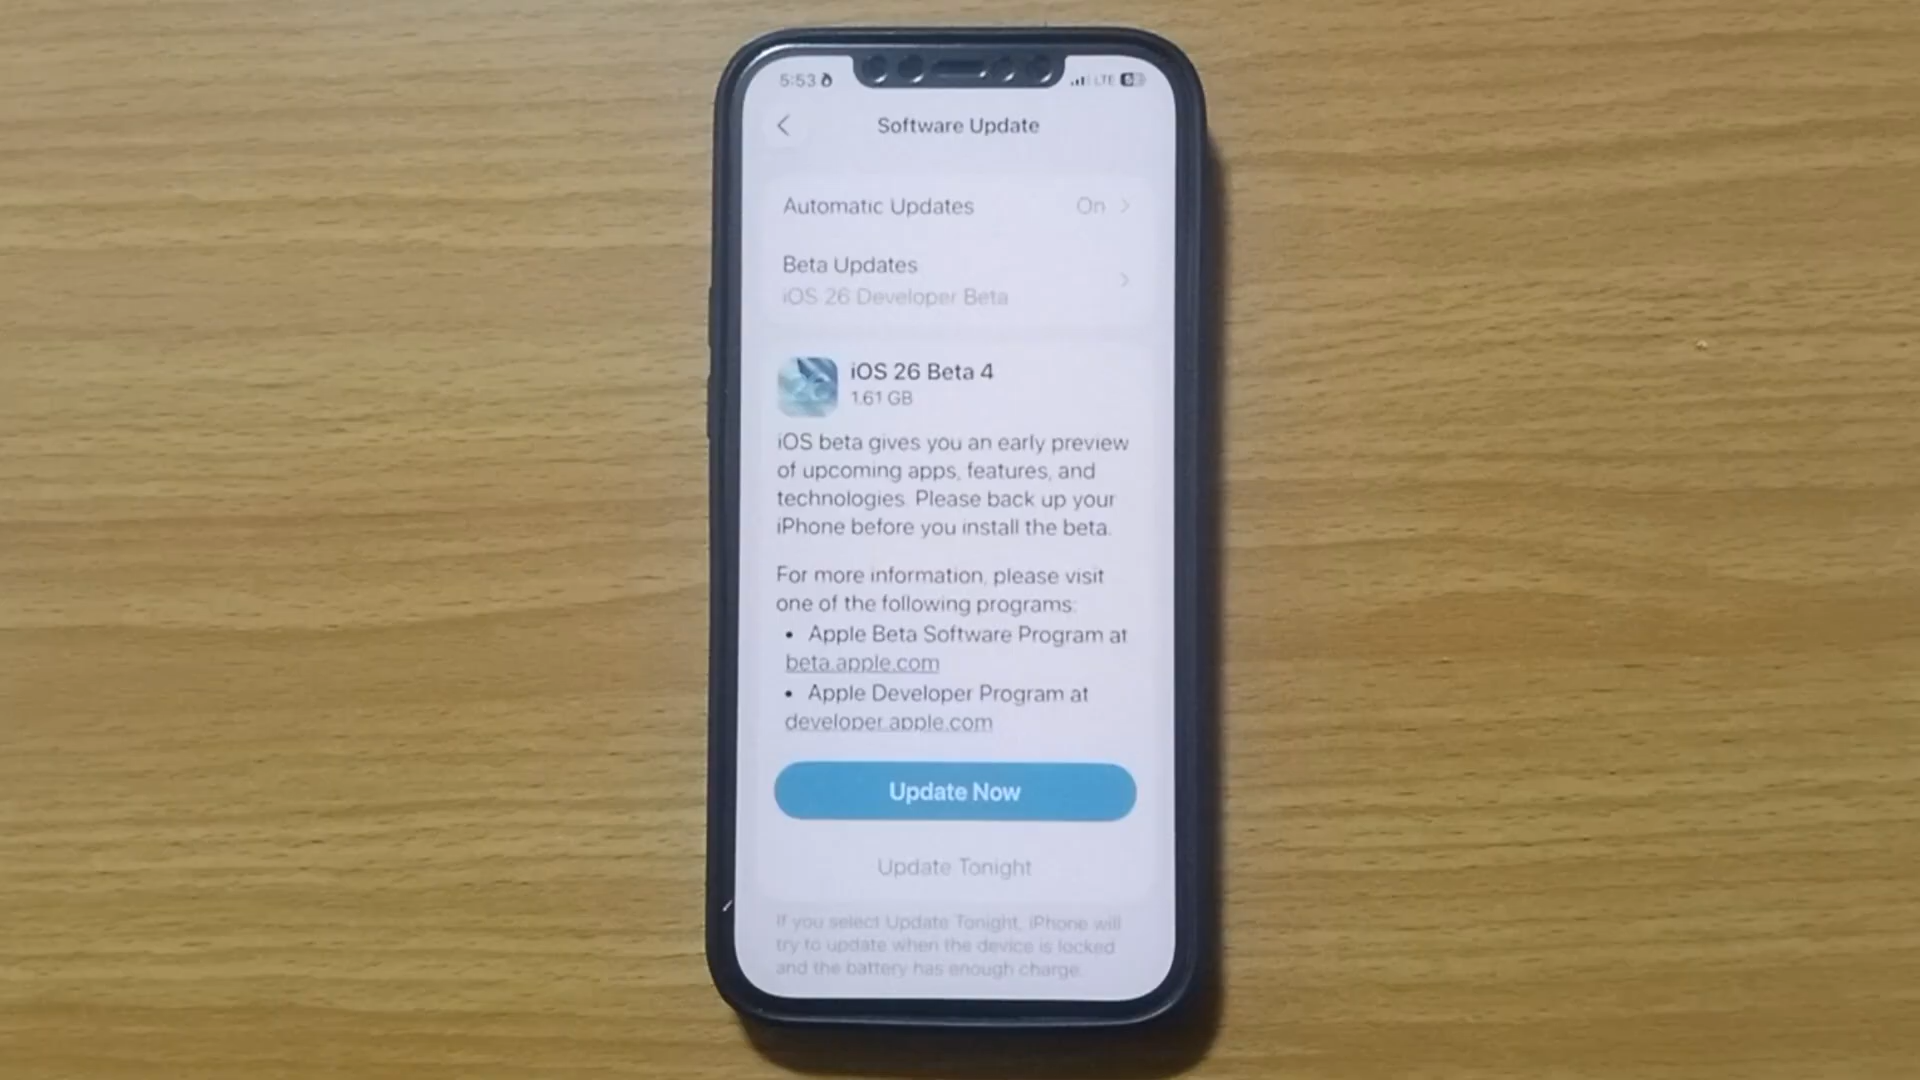 5:53
LTE
Software Update
Automatic Updates On
Beta Updates
iOS 26 Developer Beta
iOS 26 Beta 4
1.61 GB
iOS beta gives you an early preview
of upcoming apps, features, and
technologies. Please back up your
iPhone before you install the beta.
For more information, please visit
one of the following programs:
• Apple Beta Software Program at
beta.apple.com
• Apple Developer Program at
developer.apple.com
Update Now
Update Tonight
If you select Update Tonight, iPhone will
try to update when the device is locked
and the battery has enough charge.